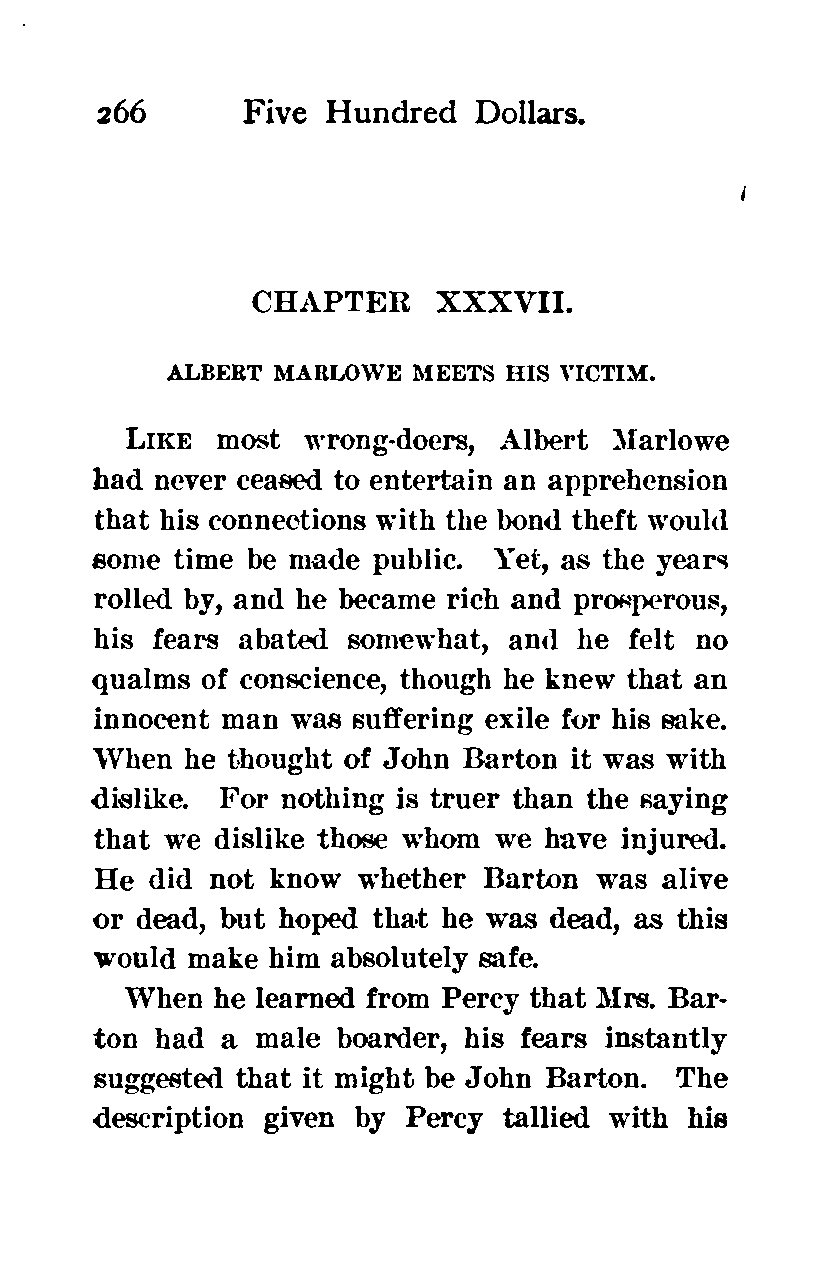 266 Five Hundred Dollars.
CHAPTER XXXVII.
ALBERT MARLOWE MEETS HIS VICTIM.
LIKE most wrong-doers, Albert Marlowe
had never ceased to entertain an apprehension
that his connections with the bond theft would
some time be made public. Yet, as the years
rolled by, and he became rich and prosperous,
his fears abated somewhat, and he felt no
qualms of conscience, though he knew that an
innocent man was suffering exile for his sake.
When he thought of John Barton it was with
dislike. For nothing is truer than the saying
that we dislike those whom we have injured.
He did not know whether Barton was alive
or dead, but hoped that he was dead, as this
would make him absolutely safe.
When he learned from Percy that Mrs. Bar-
ton had a male boarder, his fears instantly
suggested that it might be John Barton. The
description given by Percy tallied with his